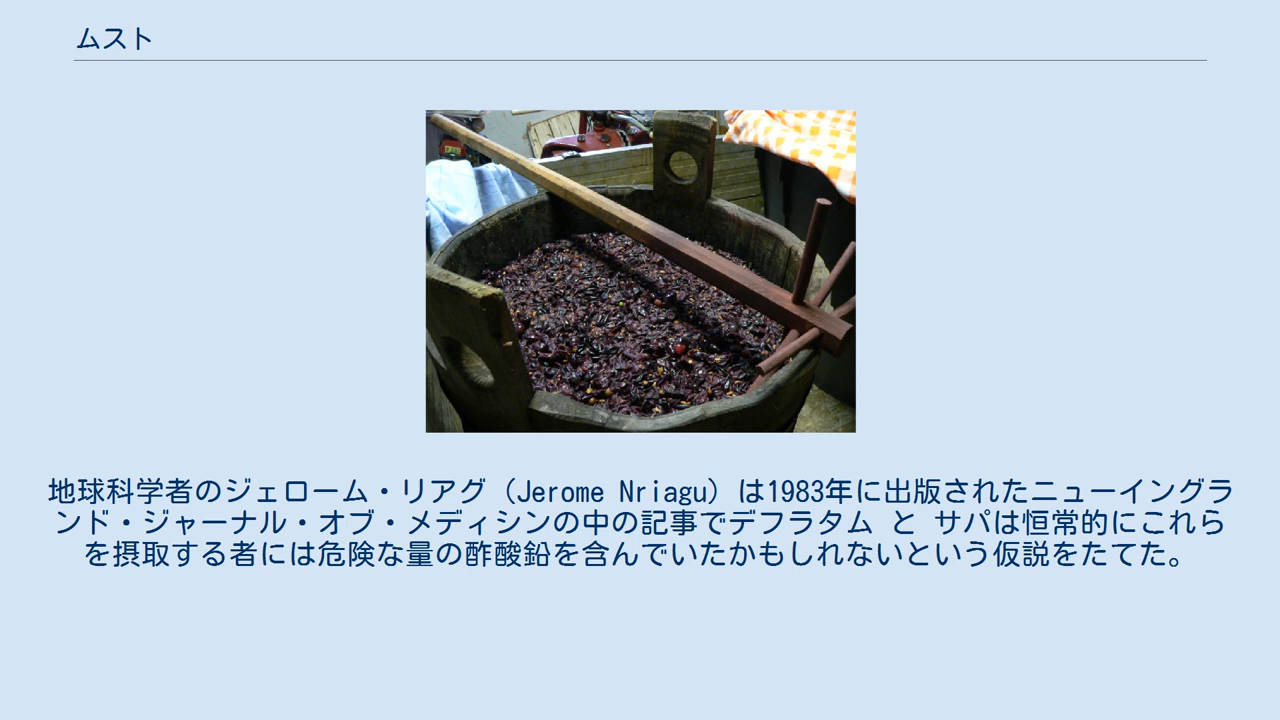 ムスト
地球科学者のジェローム・リアグ（Jerome Nriagu）は1983年に出版されたニューイングラ
ンド・ジャーナル・オブ・メディシンの中の記事でデフラタム と サパは恒常的にこれら
を摂取する者には危険な量の酢酸鉛を含んでいたかもしれないという仮説をたてた。